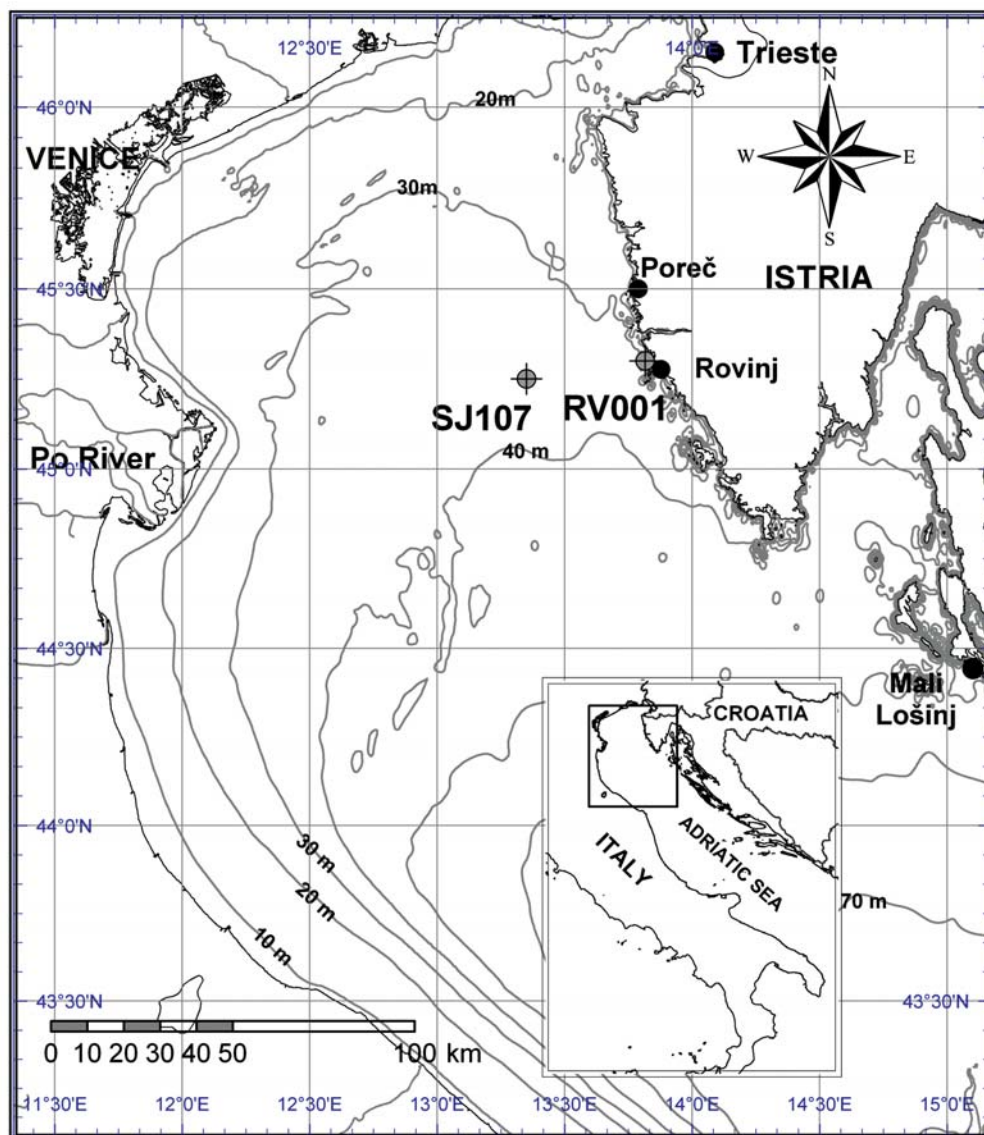 12°30'E
14°0'E
Trieste
N
46°0'N
20m
VENICE
W
E
30m
S
Poreč
ISTRIA
45°30'N
Rovinj
SJ107
RV001
40 m
Po River
45°0'N
44°30'N
Mali
Lošinj
CROATIA
44°0'N
ADRIATIC SEA
ITALY
30 m
70 m
20 m
10 m
43°30'N
43°30'N
0 10 20 30 40 50 100 km
11°30'E 12°0'E 12°30'E 13°0'E 13°30'E 14°0'E 14°30'E 15°0'E